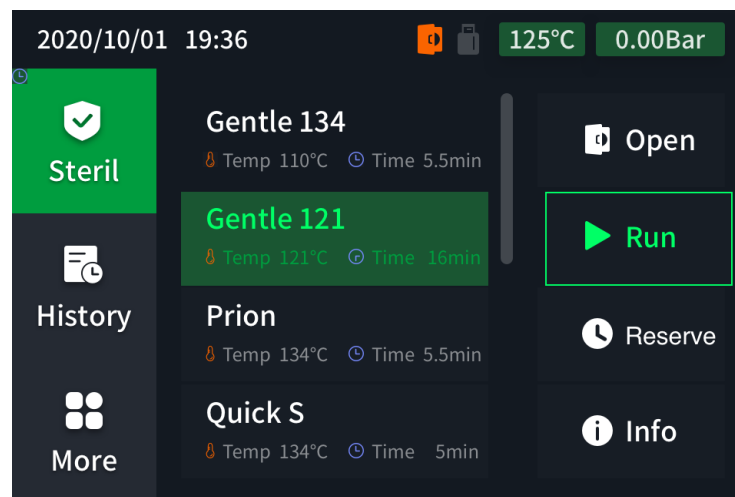 2020/10/01 19:36 125°C 0.00Bar
Steril
History
More
Gentle 134
Temp 110°C Time 5.5min
Gentle 121
Temp 121°C Time 16min
Prion
Temp 134°C Time 5.5min
Quick S
Temp 134°C Time 5min
Open
Run
Reserve
Info